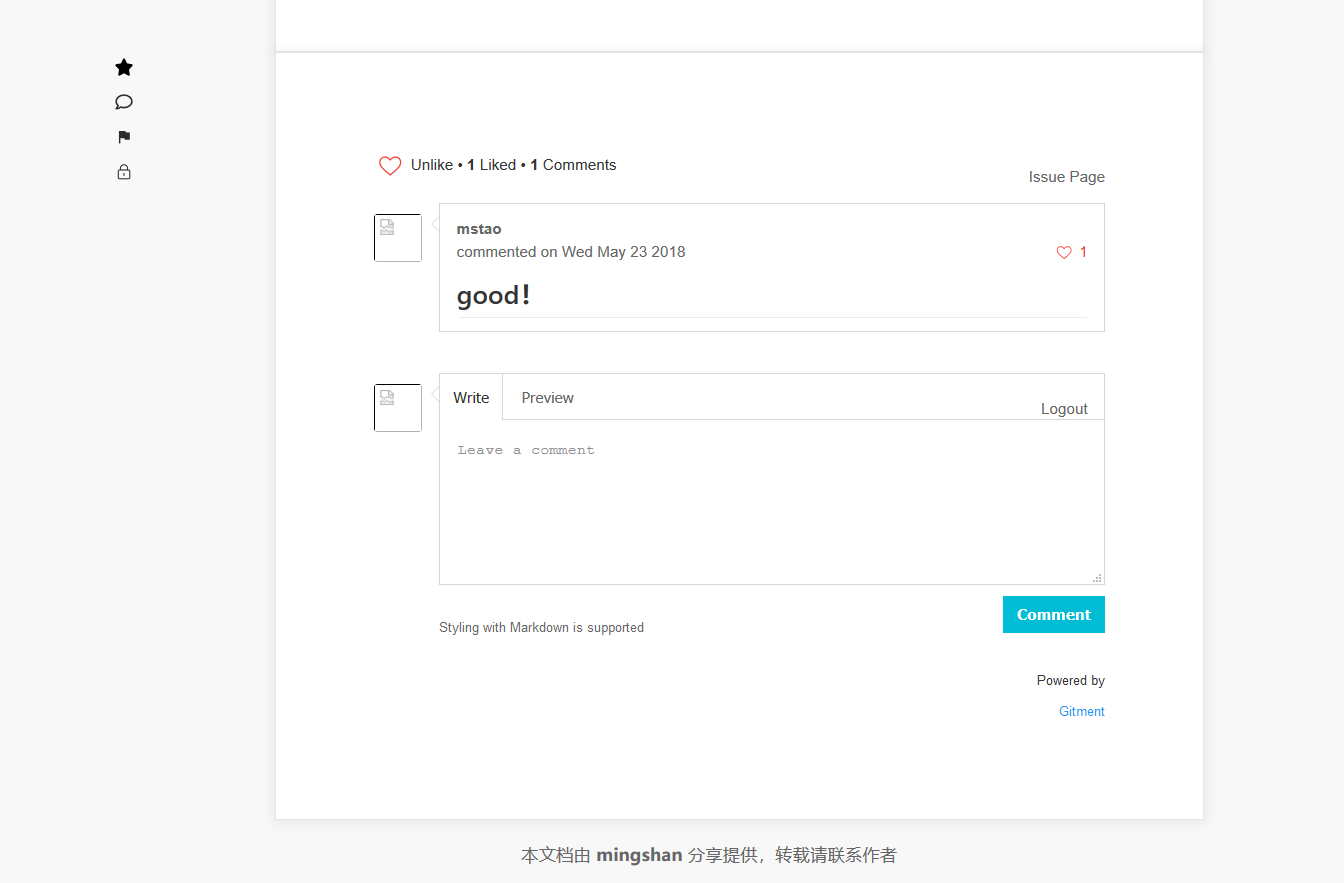 Unlike • 1 Liked • 1 Comments
Issue Page
mstao
commented on Wed May 23 2018
1
good!
Write
Preview
Logout
Leave a comment
Comment
Styling with Markdown is supported
Powered by
Gitment
本文档由 mingshan 分享提供，转载请联系作者